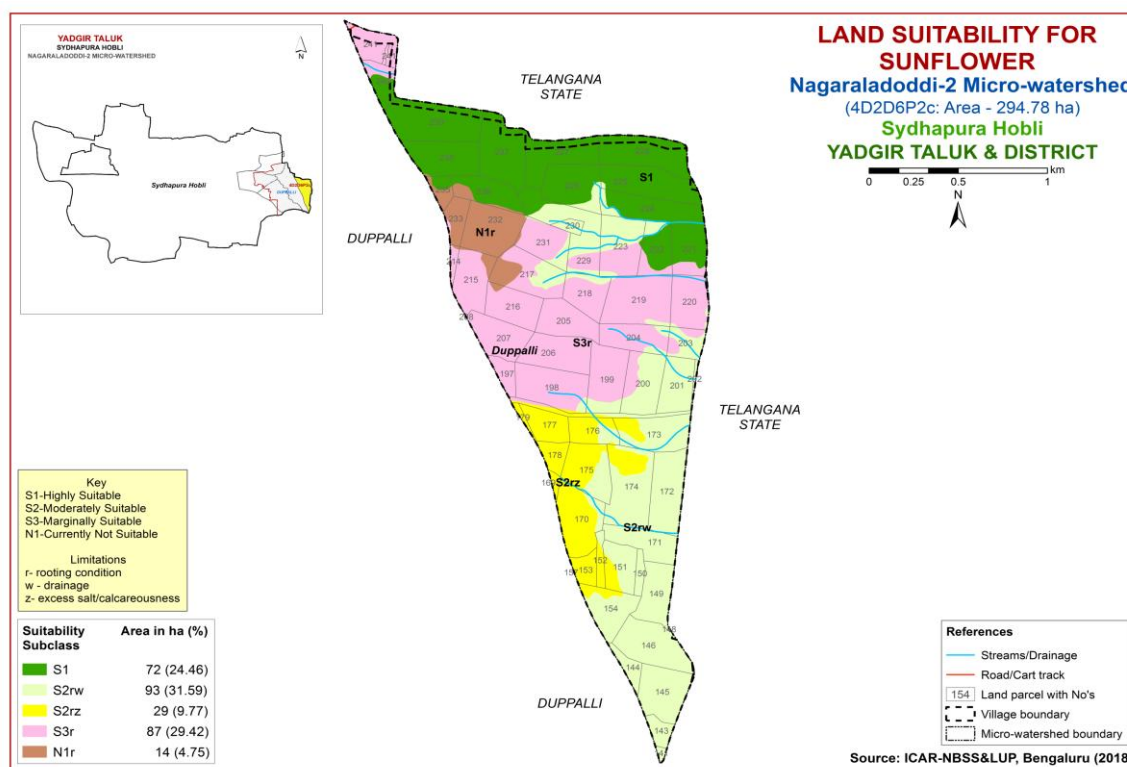 YADGIR TALUK
SYDHAPURA HOBLI
NAGARALADODDI-2 MICRO-WATERSHED
N
Sydhapura Hobli
DUPPALLI
LAND SUITABILITY FOR
SUNFLOWER
Nagaraladoddi-2 Micro-watershed
(4D2D6P2c: Area - 294.78 ha)
Sydhapura Hobli
YADGIR TALUK & DISTRICT
km
0 0.25 0.5 1
N
TELANGANA
STATE
S1
DUPPALLI
233
232
N1r
230
231
223
229
214
215
217
218
219
220
216
205
207
Duppalli
206
S3r
204
203
197
198
199
200
201
177
176
173
178
175
S2rz
174
172
170
S2rw
171
152
153
151
150
149
154
146
144
145
143
TELANGANA
STATE
DUPPALLI
Key
S1-Highly Suitable
S2-Moderately Suitable
S3-Marginally Suitable
N1-Currently Not Suitable
Limitations
r- rooting condition
w - drainage
z- excess salt/calcareousness
Suitability Subclass Area in ha (%)
S1 72 (24.46)
S2rw 93 (31.59)
S2rz 29 (9.77)
S3r 87 (29.42)
N1r 14 (4.75)
References
Streams/Drainage
Road/Cart track
154 Land parcel with No's
Village boundary
Micro-watershed boundary
Source: ICAR-NBSS&LUP, Bengaluru (2018